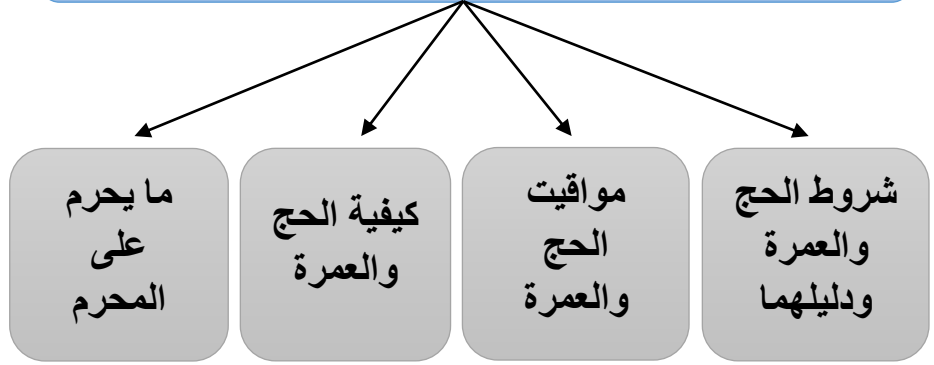 شروط الحج
والعمرة
ودليلهما
مواقيت
الحج
والعمرة
كيفية الحج
والعمرة
ما يحرم
على
المحرم